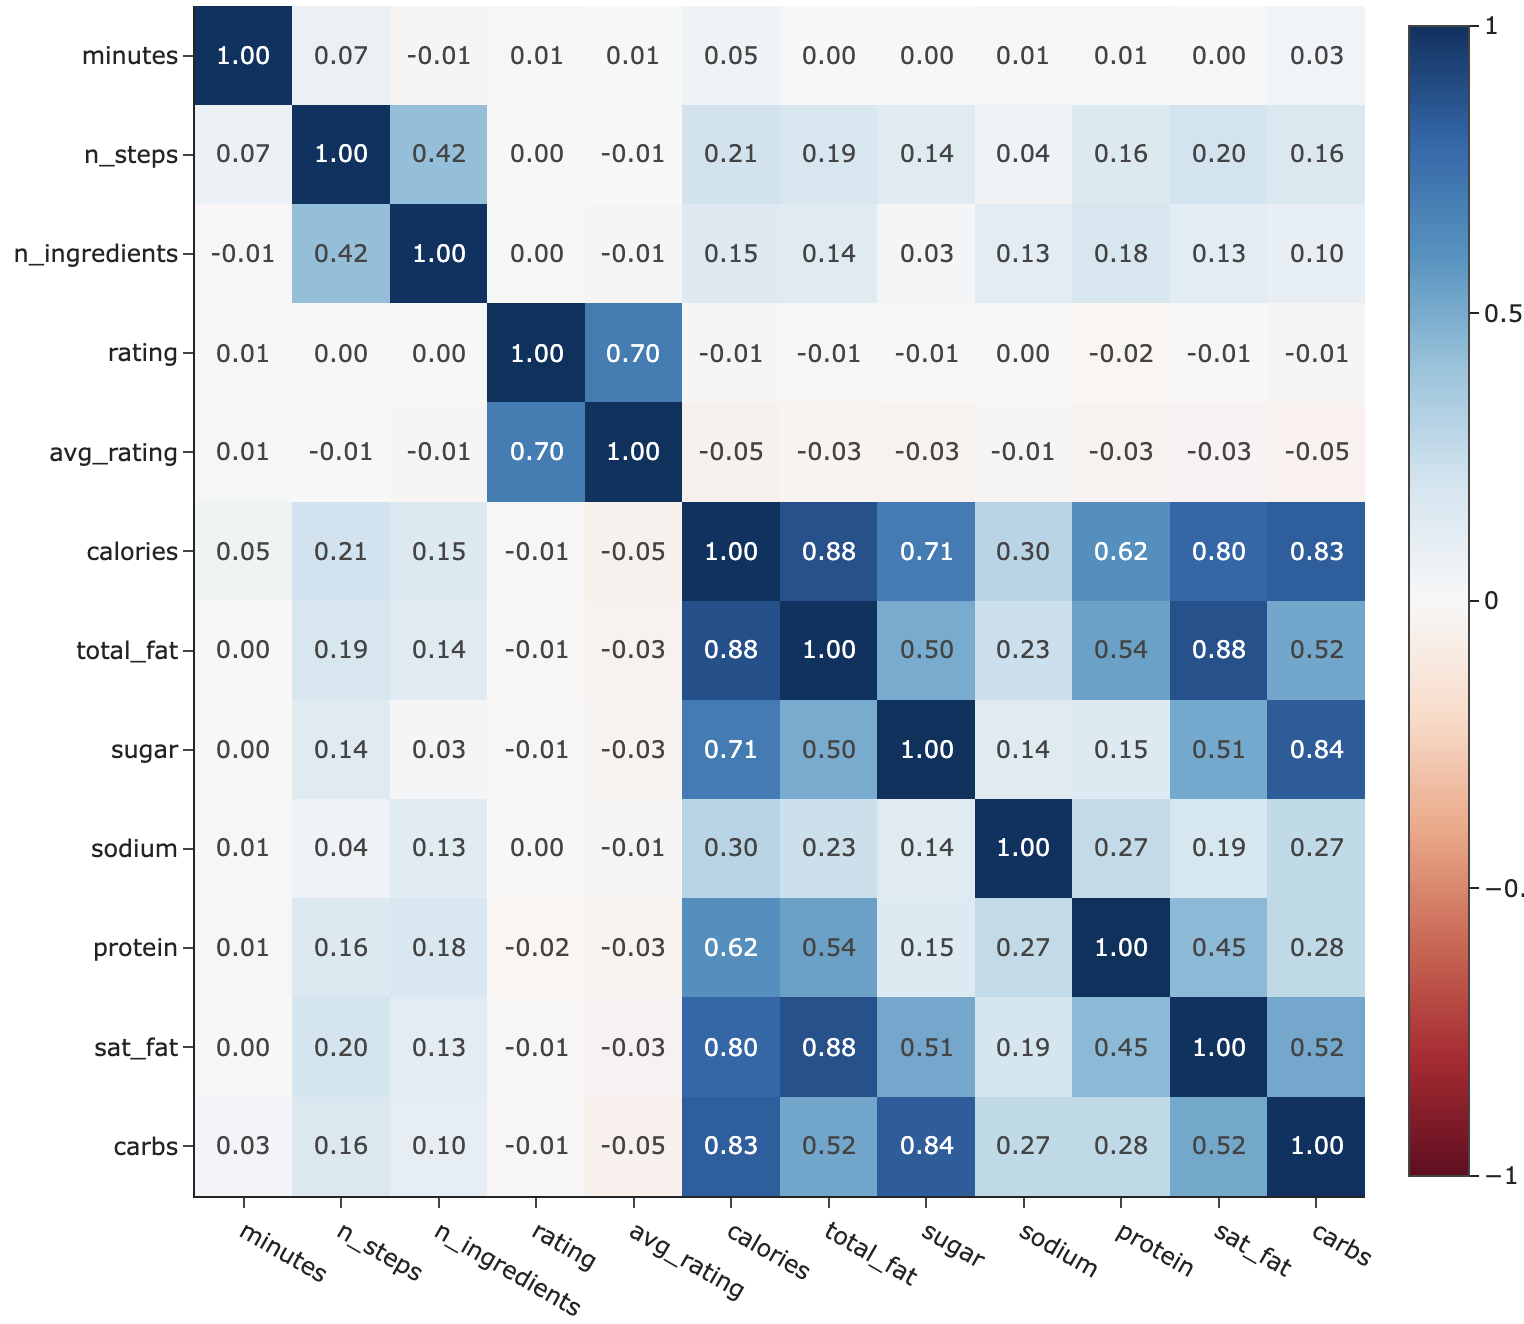 minutes 1.00 0.07 -0.01 0.01 0.01 0.05 0.00 0.00 0.01 0.01 0.00 0.03
n_steps 0.07 1.00 0.42 0.00 -0.01 0.21 0.19 0.14 0.04 0.16 0.20 0.16
n_ingredients -0.01 0.42 1.00 0.00 -0.01 0.15 0.14 0.03 0.13 0.18 0.13 0.10
rating 0.01 0.00 0.00 1.00 0.70 -0.01 -0.01 -0.01 0.00 -0.02 -0.01 -0.01
avg_rating 0.01 -0.01 -0.01 0.70 1.00 -0.05 -0.03 -0.03 -0.01 -0.03 -0.03 -0.05
calories 0.05 0.21 0.15 -0.01 -0.05 1.00 0.88 0.71 0.30 0.62 0.80 0.83
total_fat 0.00 0.19 0.14 -0.01 -0.03 0.88 1.00 0.50 0.23 0.54 0.88 0.52
sugar 0.00 0.14 0.03 -0.01 -0.03 0.71 0.50 1.00 0.14 0.15 0.51 0.84
sodium 0.01 0.04 0.13 0.00 -0.01 0.30 0.23 0.14 1.00 0.27 0.19 0.27
protein 0.01 0.16 0.18 -0.02 -0.03 0.62 0.54 0.15 0.27 1.00 0.45 0.28
sat_fat 0.00 0.20 0.13 -0.01 -0.03 0.80 0.88 0.51 0.19 0.45 1.00 0.52
carbs 0.03 0.16 0.10 -0.01 -0.05 0.83 0.52 0.84 0.27 0.28 0.52 1.00
minutes n_steps n_ingredients rating avg_rating calories total_fat sugar sodium protein sat_fat carbs
1
0.5
0
−0.
−1